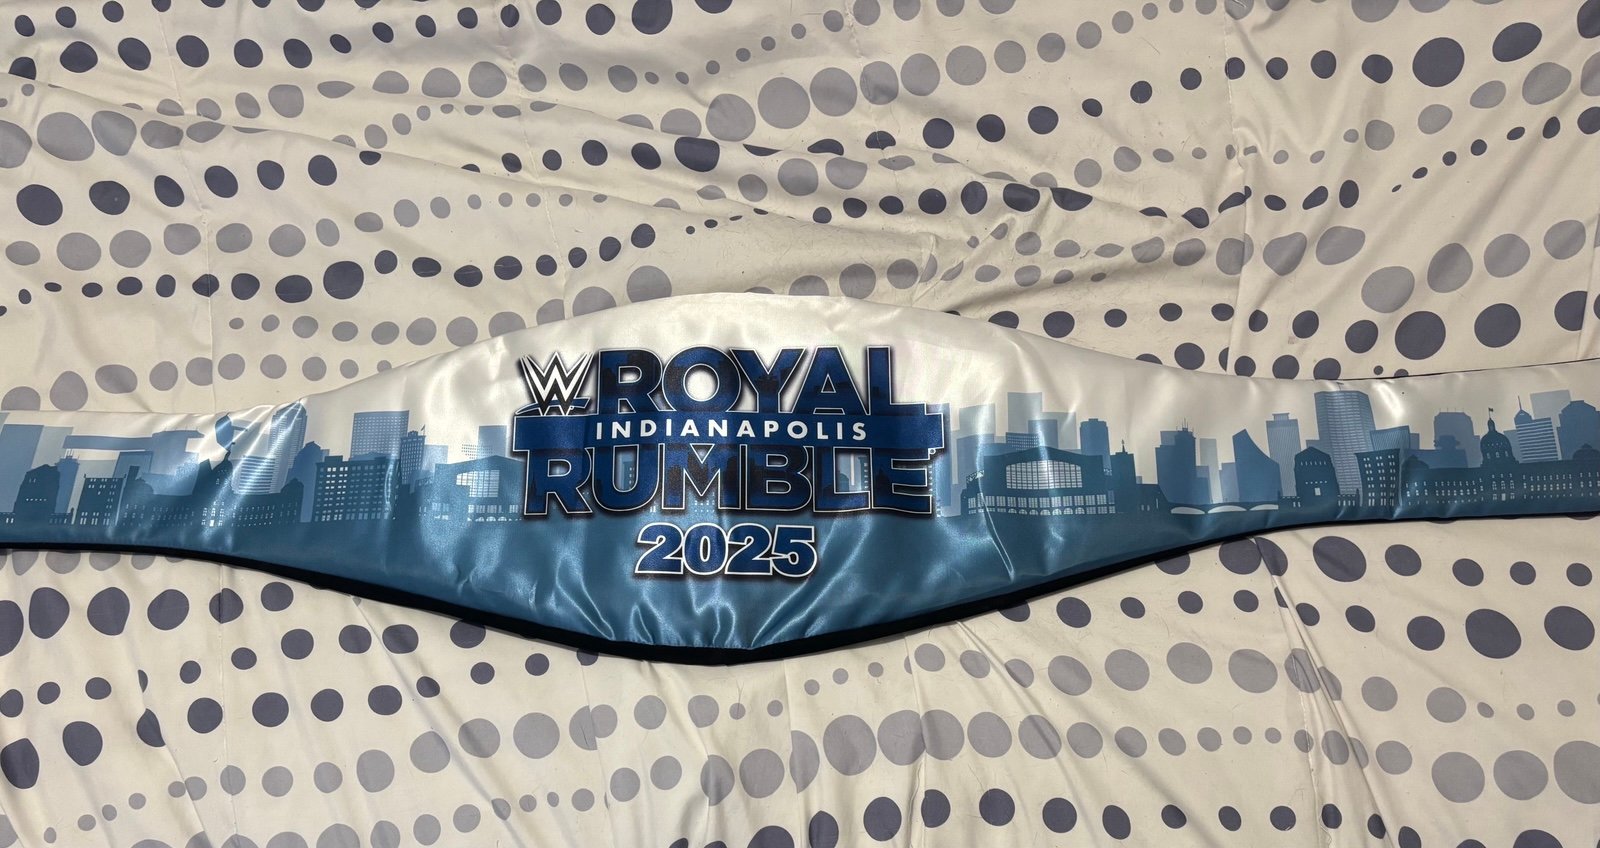 W ROYAL
INDIANAPOLIS
RUMBLE
2025